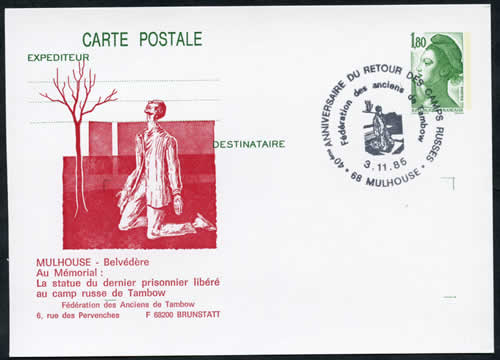 CARTE POSTALE
EXPEDITEUR
DESTINATAIRE
1,80
40ème ANNIVERSAIRE DU RETOUR DES CAMPS RUSSES
Fédération des anciens de Tambow
3.11.86
• 68 MULHOUSE •
MULHOUSE - Belvédère
Au Mémorial :
La statue du dernier prisonnier libéré
au camp russe de Tambow
Fédération des Anciens de Tambow
6, rue des Pervenches F 68200 BRUNSTATT